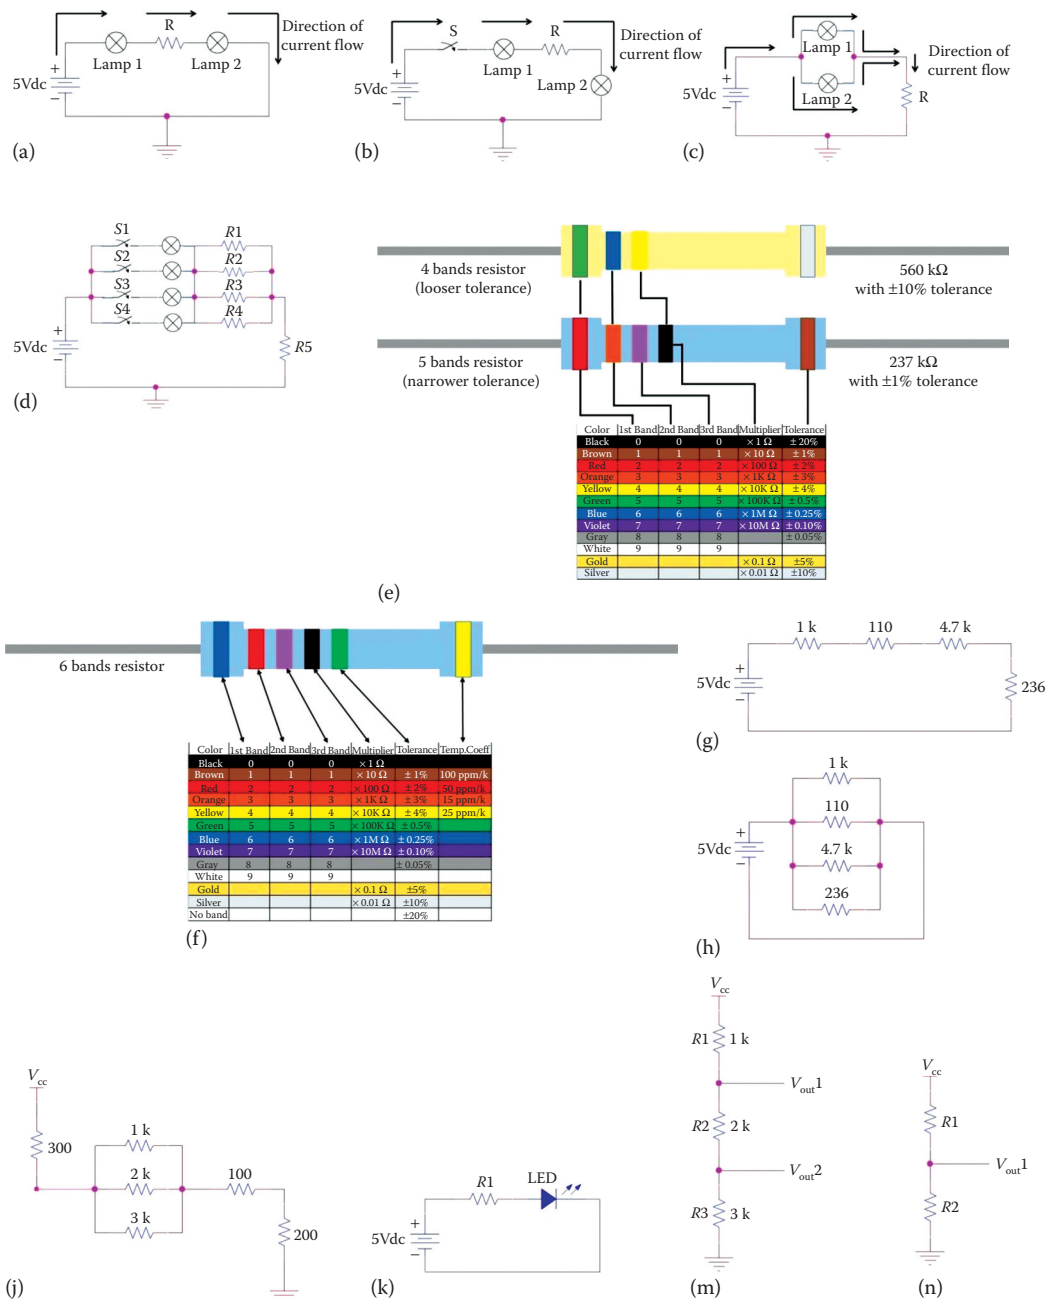 R
Direction of
current flow
Lamp 1
Lamp 2
+
5Vdc
−
(a)
S
R
Direction of
current flow
Lamp 1
Lamp 2
+
5Vdc
−
(b)
Lamp 1
Direction of
current flow
+
5Vdc
−
Lamp 2
R
(c)
S1
R1
S2
R2
S3
R3
S4
R4
+
5Vdc
−
R5
(d)
4 bands resistor
(looser tolerance)
560 kΩ
with ±10% tolerance
5 bands resistor
(narrower tolerance)
237 kΩ
with ±1% tolerance
Color 1st Band 2nd Band 3rd Band Multiplier Tolerance
Black 0 0 0 × 1 Ω ± 20%
Brown 1 1 1 × 10 Ω ± 1%
Red 2 2 2 × 100 Ω ± 2%
Orange 3 3 3 × 1K Ω ± 3%
Yellow 4 4 4 × 10K Ω ± 4%
Green 5 5 5 × 100K Ω ± 0.5%
Blue 6 6 6 × 1M Ω ± 0.25%
Violet 7 7 7 × 10M Ω ± 0.10%
Gray 8 8 8 ± 0.05%
White 9 9 9
Gold × 0.1 Ω ±5%
Silver × 0.01 Ω ±10%
(e)
6 bands resistor
Color 1st Band 2nd Band 3rd Band Multiplier Tolerance Temp.Coeff
Black 0 0 0 × 1 Ω
Brown 1 1 1 × 10 Ω ± 1% 100 ppm/k
Red 2 2 2 × 100 Ω ± 2% 50 ppm/k
Orange 3 3 3 × 1K Ω ± 3% 15 ppm/k
Yellow 4 4 4 × 10K Ω ± 4% 25 ppm/k
Green 5 5 5 × 100K Ω ± 0.5%
Blue 6 6 6 × 1M Ω ± 0.25%
Violet 7 7 7 × 10M Ω ± 0.10%
Gray 8 8 8 ± 0.05%
White 9 9 9
Gold × 0.1 Ω ±5%
Silver × 0.01 Ω ±10%
No band ±20%
(f)
1 k 110 4.7 k
+
5Vdc
−
236
(g)
1 k
110
+
5Vdc
−
4.7 k
236
(h)
Vcc
300
1 k
2 k
3 k
100
200
(j)
R1
LED
+
5Vdc
−
(k)
Vcc
R1 1 k
Vout1
R2 2 k
Vout2
R3 3 k
(m)
Vcc
R1
Vout1
R2
(n)